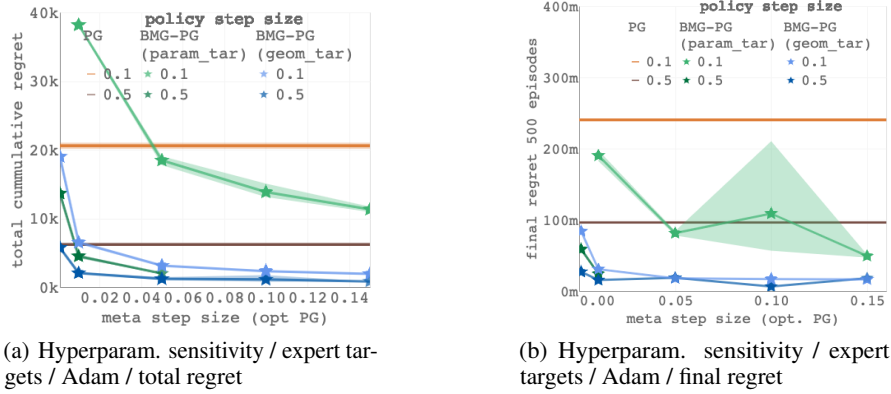 policy step size
PG BMG-PG (param_tar) BMG-PG (geom_tar)
0.1 0.1 0.1
0.5 0.5 0.5
total cummulative regret
40k
30k
20k
10k
0k
0.02 0.04 0.06 0.08 0.10 0.12 0.14
meta step size (opt PG)
(a) Hyperparam. sensitivity / expert tar-
gets / Adam / total regret
policy step size
PG BMG-PG (param_tar) BMG-PG (geom_tar)
0.1 0.1 0.1
0.5 0.5 0.5
final regret 500 episodes
400m
300m
200m
100m
0m
0.00 0.05 0.10 0.15
meta step size (opt. PG)
(b) Hyperparam. sensitivity / expert
targets / Adam / final regret